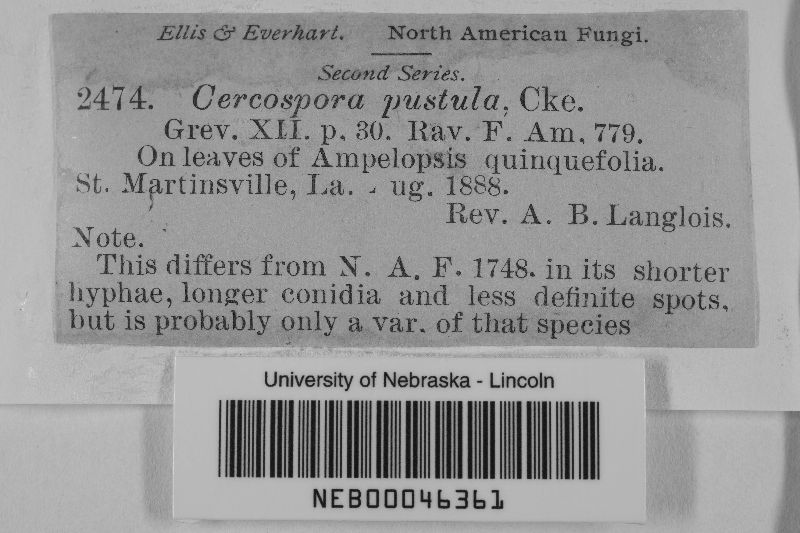 Ellis & Everhart. North American Fungi.
Second Series.
2474. Cercospora pustula, Cke.
Grev. XII. p. 30. Rav. F. Am. 779.
On leaves of Ampelopsis quinquefolia.
St. Martinsville, La. ug. 1888.
Rev. A. B. Langlois.
Note.
This differs from N. A. F. 1748. in its shorter
hyphae, longer conidia and less definite spots,
but is probably only a var. of that species
University of Nebraska - Lincoln
NEB00046361